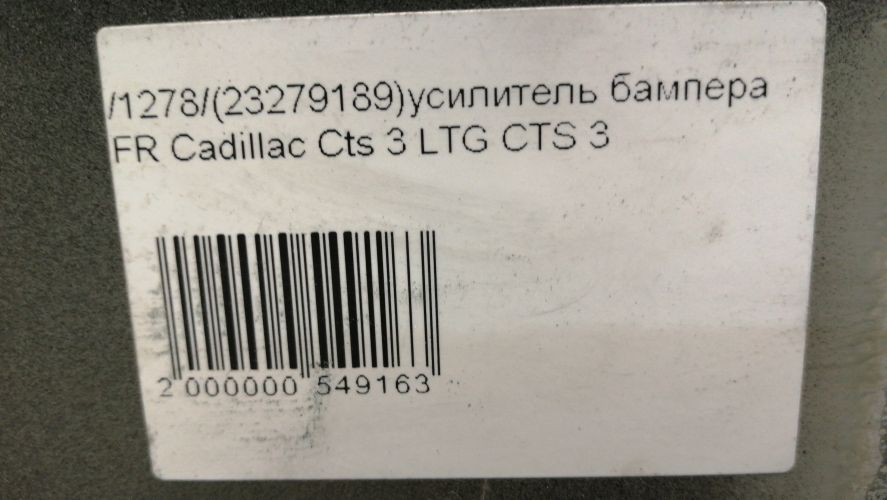 /1278/(23279189)усилитель бампера
FR Cadillac Cts 3 LTG CTS 3
2 000000 549163